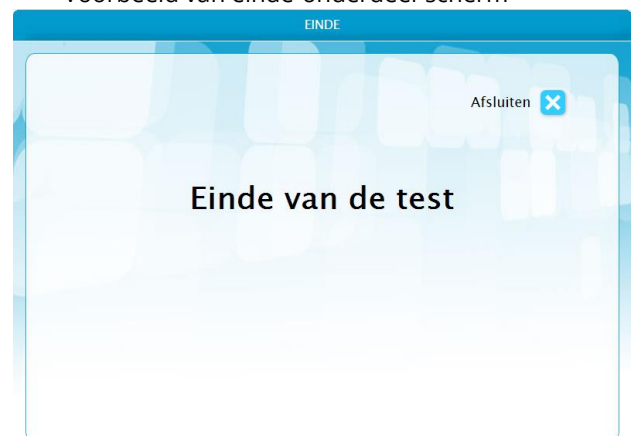 Voorbeeld van einde onderdeel scherm
EINDE
Afsluiten
Einde van de test